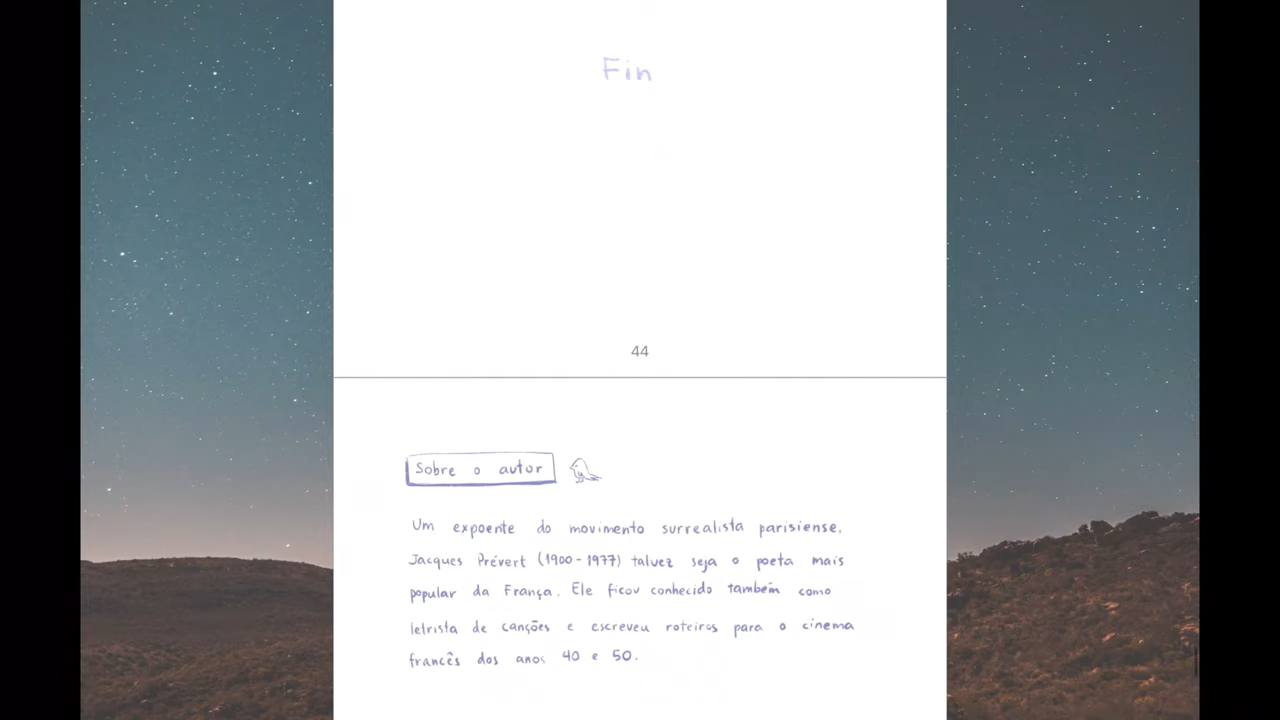 Fin
44
Sobre o autor
Um expoente do movimento surrealista parisiense,
Jacques Prévert (1900-1977) talvez seja o poeta mais
popular da França. Ele ficou conhecido também como
letrista de canções e escreveu roteiros para o cinema
francês dos anos 40 e 50.